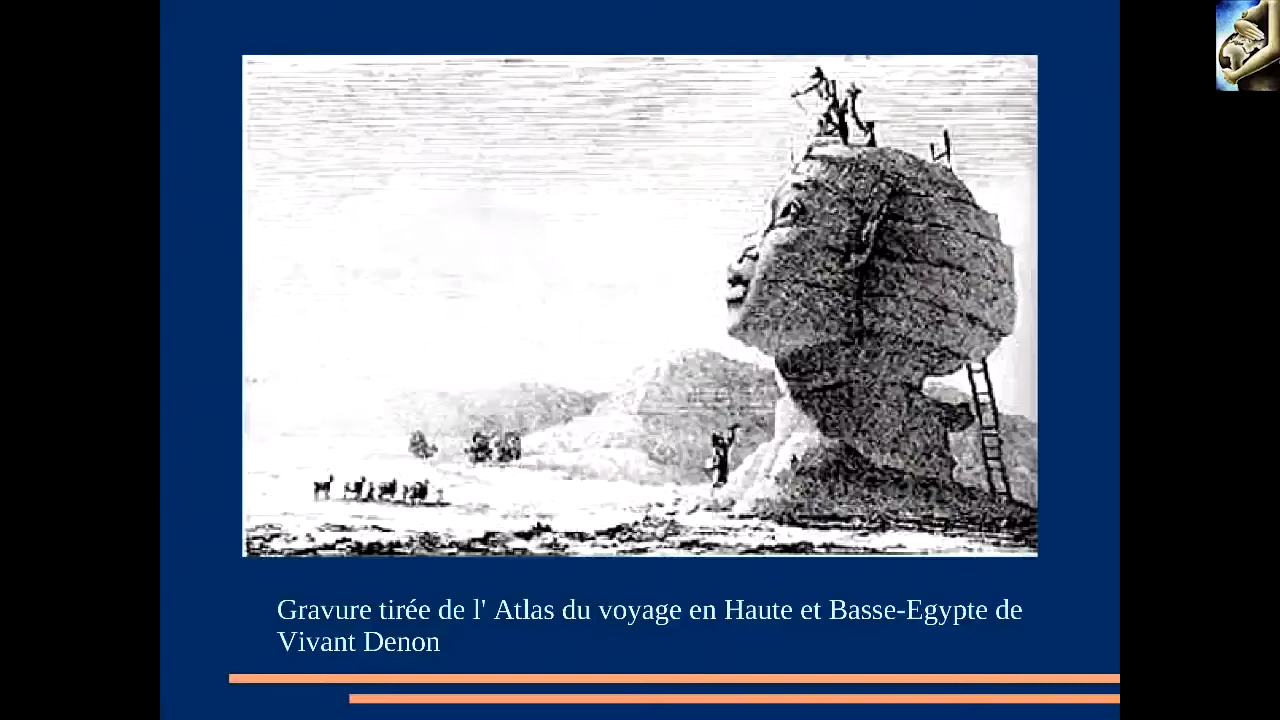 Gravure tirée de l' Atlas du voyage en Haute et Basse-Egypte de
Vivant Denon